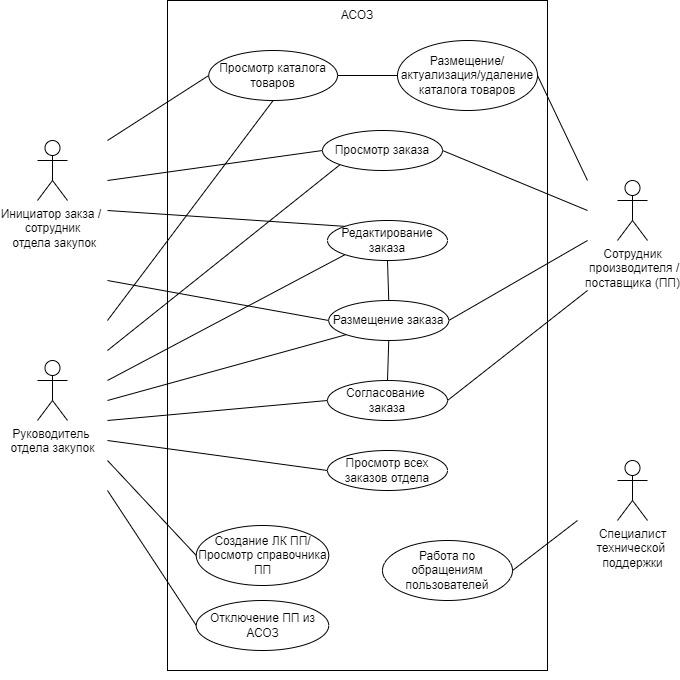 АСОЗ
Просмотр каталога
товаров
Размещение/
актуализация/удаление
каталога товаров
Просмотр заказа
Инициатор закза /
сотрудник
отдела закупок
Редактирование
заказа
Сотрудник
производителя /
поставщика (ПП)
Размещение заказа
Согласование
заказа
Руководитель
отдела закупок
Просмотр всех
заказов отдела
Создание ЛК ПП/
Просмотр справочника
ПП
Работа по
обращениям
пользователей
Специалист
технической
поддержки
Отключение ПП из
АСОЗ